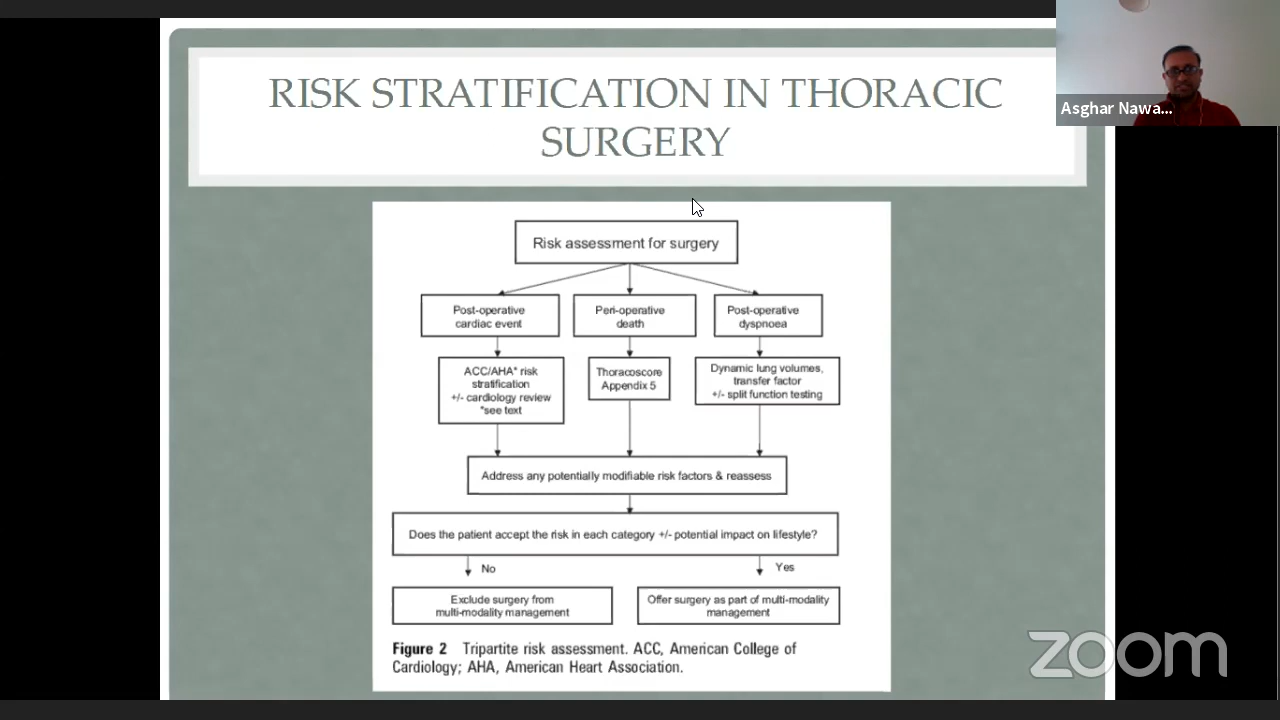 RISK STRATIFICATION IN THORACIC
SURGERY
Asghar Nawa...
Risk assessment for surgery
Post-operative
cardiac event
Peri-operative
death
Post-operative
dyspnoea
ACC/AHA* risk
stratification
+/- cardiology review
*see text
Thoracoscore
Appendix 5
Dynamic lung volumes,
transfer factor
+/- split function testing
Address any potentially modifiable risk factors & reassess
Does the patient accept the risk in each category +/- potential impact on lifestyle?
No
Yes
Exclude surgery from
multi-modality management
Offer surgery as part of multi-modality
management
Figure 2 Tripartite risk assessment. ACC, American College of
Cardiology; AHA, American Heart Association.
zoom